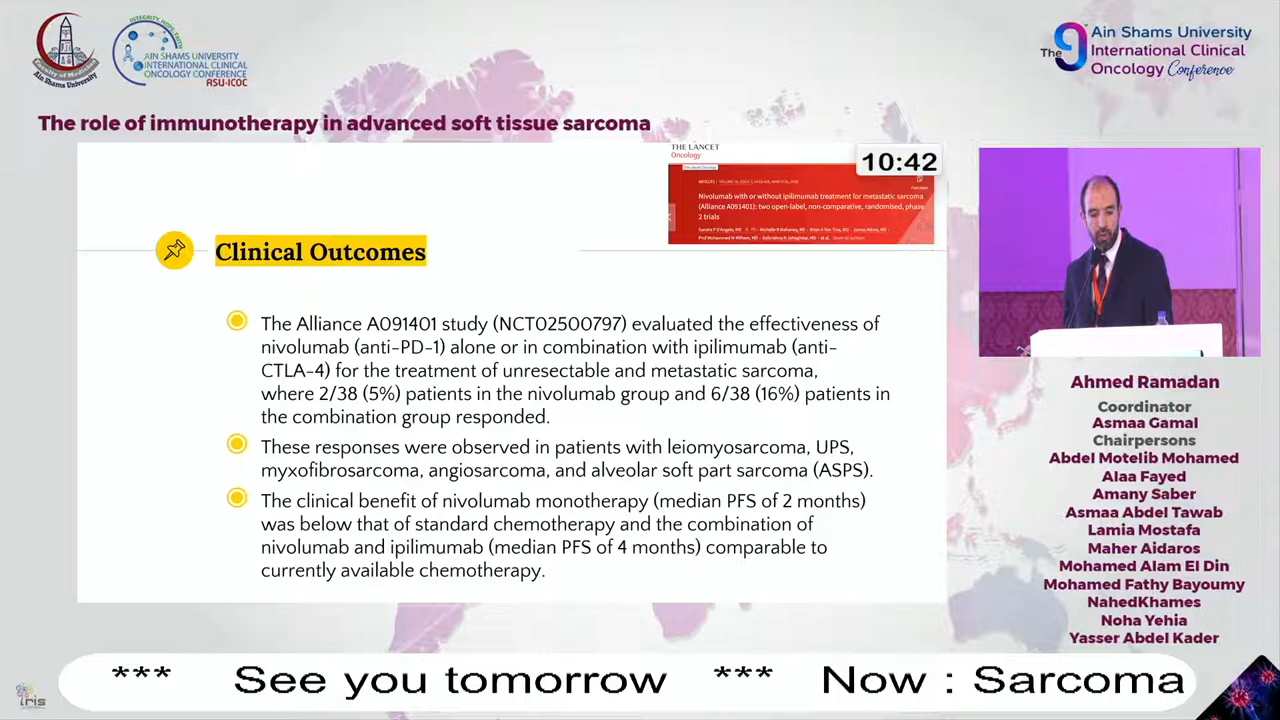 Faculty of Medicine
Ain Shams University
INTEGRITY, HOPE, FAITH
AIN SHAMS UNIVERSITY
INTERNATIONAL CLINICAL
ONCOLOGY CONFERENCE
ASU-ICOC
The 9
Ain Shams University
International Clinical
Oncology Conference
The role of immunotherapy in advanced soft tissue sarcoma
THE LANCET
Oncology
10:42
Nivolumab with or without ipilimumab treatment for metastatic sarcoma
(Alliance A091401): two open-label, non-comparative, randomised, phase
2 trials
Clinical Outcomes
The Alliance A091401 study (NCT02500797) evaluated the effectiveness of
nivolumab (anti-PD-1) alone or in combination with ipilimumab (anti-
CTLA-4) for the treatment of unresectable and metastatic sarcoma,
where 2/38 (5%) patients in the nivolumab group and 6/38 (16%) patients in
the combination group responded.
These responses were observed in patients with leiomyosarcoma, UPS,
myxofibrosarcoma, angiosarcoma, and alveolar soft part sarcoma (ASPS).
The clinical benefit of nivolumab monotherapy (median PFS of 2 months)
was below that of standard chemotherapy and the combination of
nivolumab and ipilimumab (median PFS of 4 months) comparable to
currently available chemotherapy.
Ahmed Ramadan
Coordinator
Asmaa Gamal
Chairpersons
Abdel Motelib Mohamed
Alaa Fayed
Amany Saber
Asmaa Abdel Tawab
Lamia Mostafa
Maher Aidaros
Mohamed Alam El Din
Mohamed Fathy Bayoumy
NahedKhames
Noha Yehia
Yasser Abdel Kader
*** See you tomorrow *** Now : Sarcoma
iris